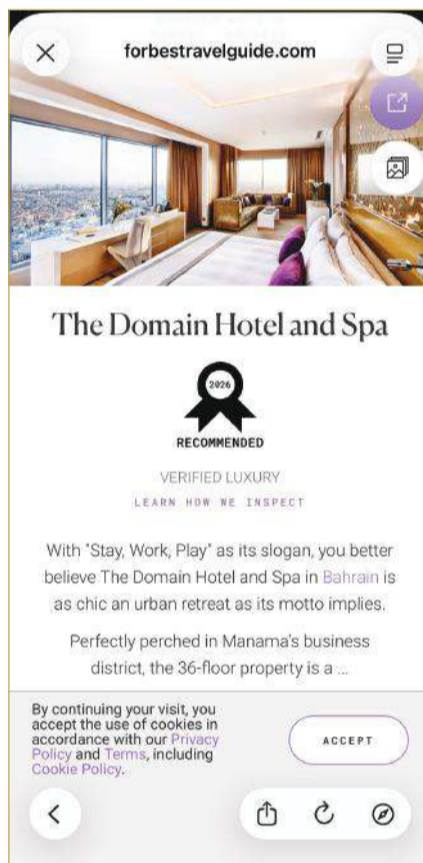 forbestravelguide.com
The Domain Hotel and Spa
2026
RECOMMENDED
VERIFIED LUXURY
LEARN HOW WE INSPECT
With "Stay, Work, Play" as its slogan, you better
believe The Domain Hotel and Spa in Bahrain is
as chic an urban retreat as its motto implies.
Perfectly perched in Manama's business
district, the 36-floor property is a ...
By continuing your visit, you
accept the use of cookies in
accordance with our Privacy
Policy and Terms, including
Cookie Policy.
ACCEPT